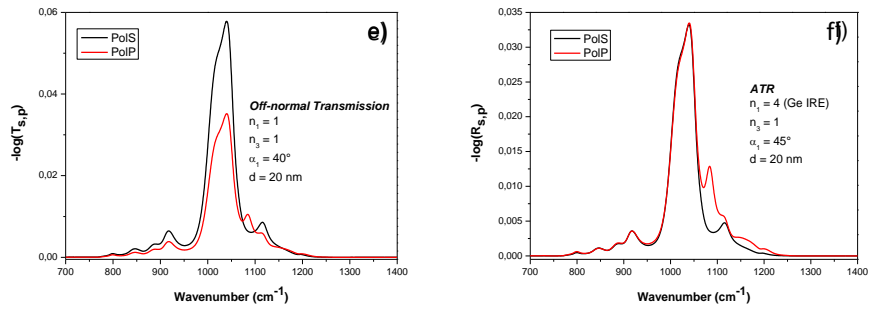 e)
PolS
PolP
Off-normal Transmission
n1 = 1
n3 = 1
α1 = 40°
d = 20 nm
0,06
0,04
0,02
0,00
-log(Ts,p)
700 800 900 1000 1100 1200 1300 1400
Wavenumber (cm-1)
f)
PolS
PolP
ATR
n1 = 4 (Ge IRE)
n3 = 1
α1 = 45°
d = 20 nm
0,035
0,030
0,025
0,020
0,015
0,010
0,005
0,000
-log(Rs,p)
700 800 900 1000 1100 1200 1300 1400
Wavenumber (cm-1)